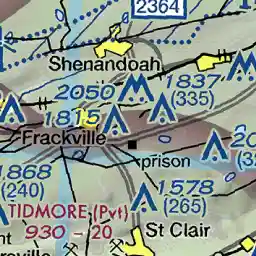 2364
Shenandoah
2050
1837
(335)
1815
Frackville
prison
1868
(240)
1578
(265)
TIDMORE (Pvt)
930 - 20
St Clair